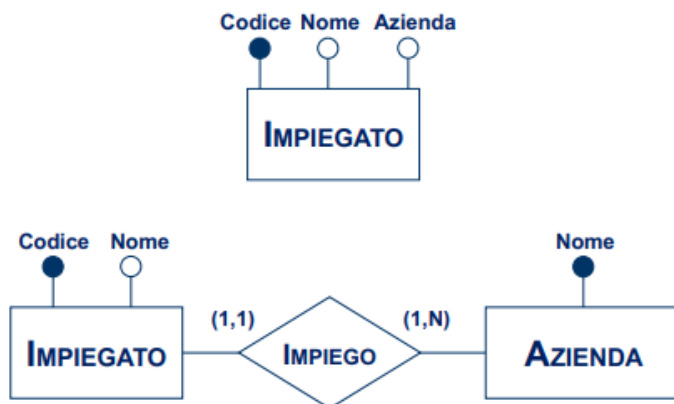 Codice Nome Azienda
IMPIEGATO
Codice Nome
Nome
(1,1)
(1,N)
IMPIEGATO
IMPIEGO
AZIENDA